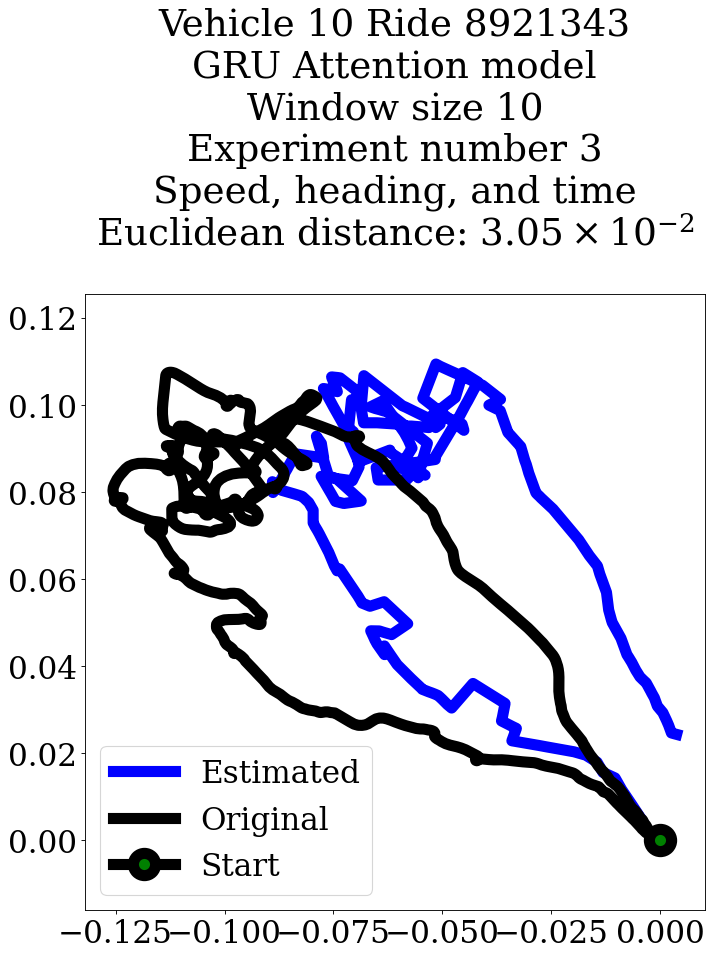 Vehicle 10 Ride 8921343
GRU Attention model
Window size 10
Experiment number 3
Speed, heading, and time
Euclidean distance: 3.05 × 10⁻²
0.12
0.10
0.08
0.06
0.04
0.02
0.00
Estimated
Original
Start
−0.125 −0.100 −0.075 −0.050 −0.025 0.000